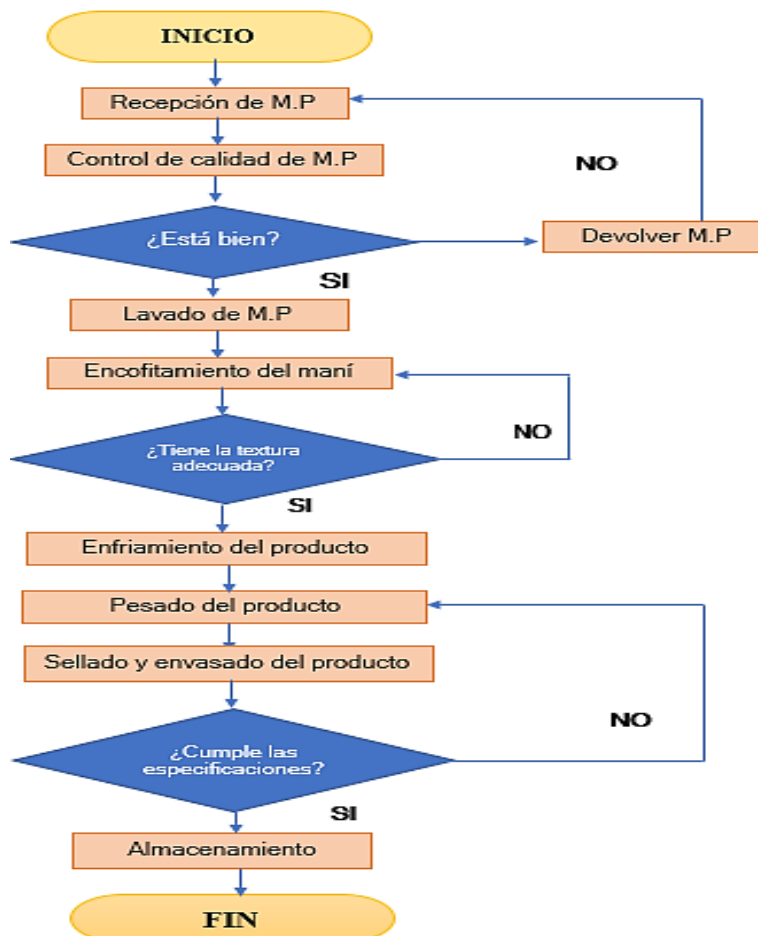 INICIO
Recepción de M.P
Control de calidad de M.P
NO
¿Está bien?
Devolver M.P
SI
Lavado de M.P
Encofitamiento del maní
NO
¿Tiene la textura
adecuada?
SI
Enfriamiento del producto
Pesado del producto
Sellado y envasado del producto
NO
¿Cumple las
especificaciones?
SI
Almacenamiento
FIN